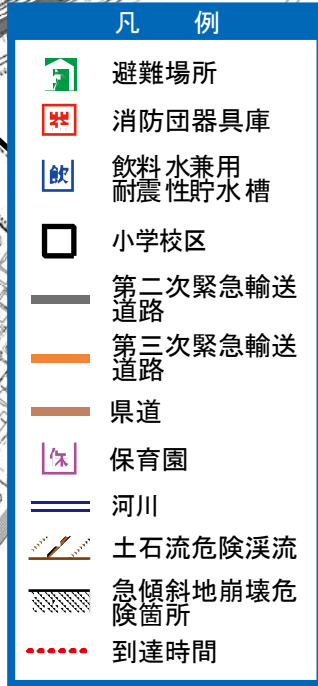 凡 例
避難場所
消防団器具庫
飲
飲料水兼用
耐震性貯水槽
小学校区
第二次緊急輸送
道路
第三次緊急輸送
道路
県道
保
保育園
河川
土石流危険渓流
急傾斜地崩壊危
険箇所
到達時間